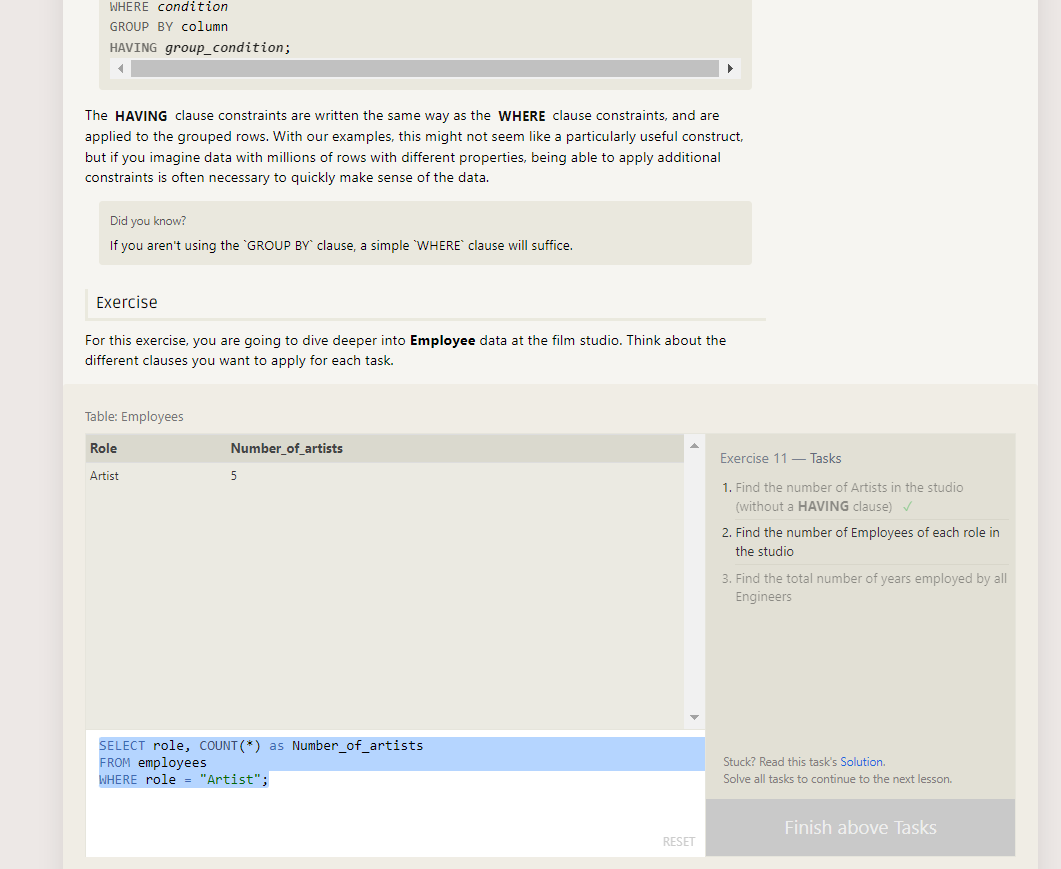 WHERE condition
GROUP BY column
HAVING group_condition;
The HAVING clause constraints are written the same way as the WHERE clause constraints, and are
applied to the grouped rows. With our examples, this might not seem like a particularly useful construct,
but if you imagine data with millions of rows with different properties, being able to apply additional
constraints is often necessary to quickly make sense of the data.
Did you know?
If you aren't using the `GROUP BY` clause, a simple `WHERE` clause will suffice.
Exercise
For this exercise, you are going to dive deeper into Employee data at the film studio. Think about the
different clauses you want to apply for each task.
Table: Employees
Role Number_of_artists
Artist 5
SELECT role, COUNT(*) as Number_of_artists
FROM employees
WHERE role = "Artist";
RESET
Exercise 11 — Tasks
1. Find the number of Artists in the studio
(without a HAVING clause) ✓
2. Find the number of Employees of each role in
the studio
3. Find the total number of years employed by all
Engineers
Stuck? Read this task's Solution.
Solve all tasks to continue to the next lesson.
Finish above Tasks